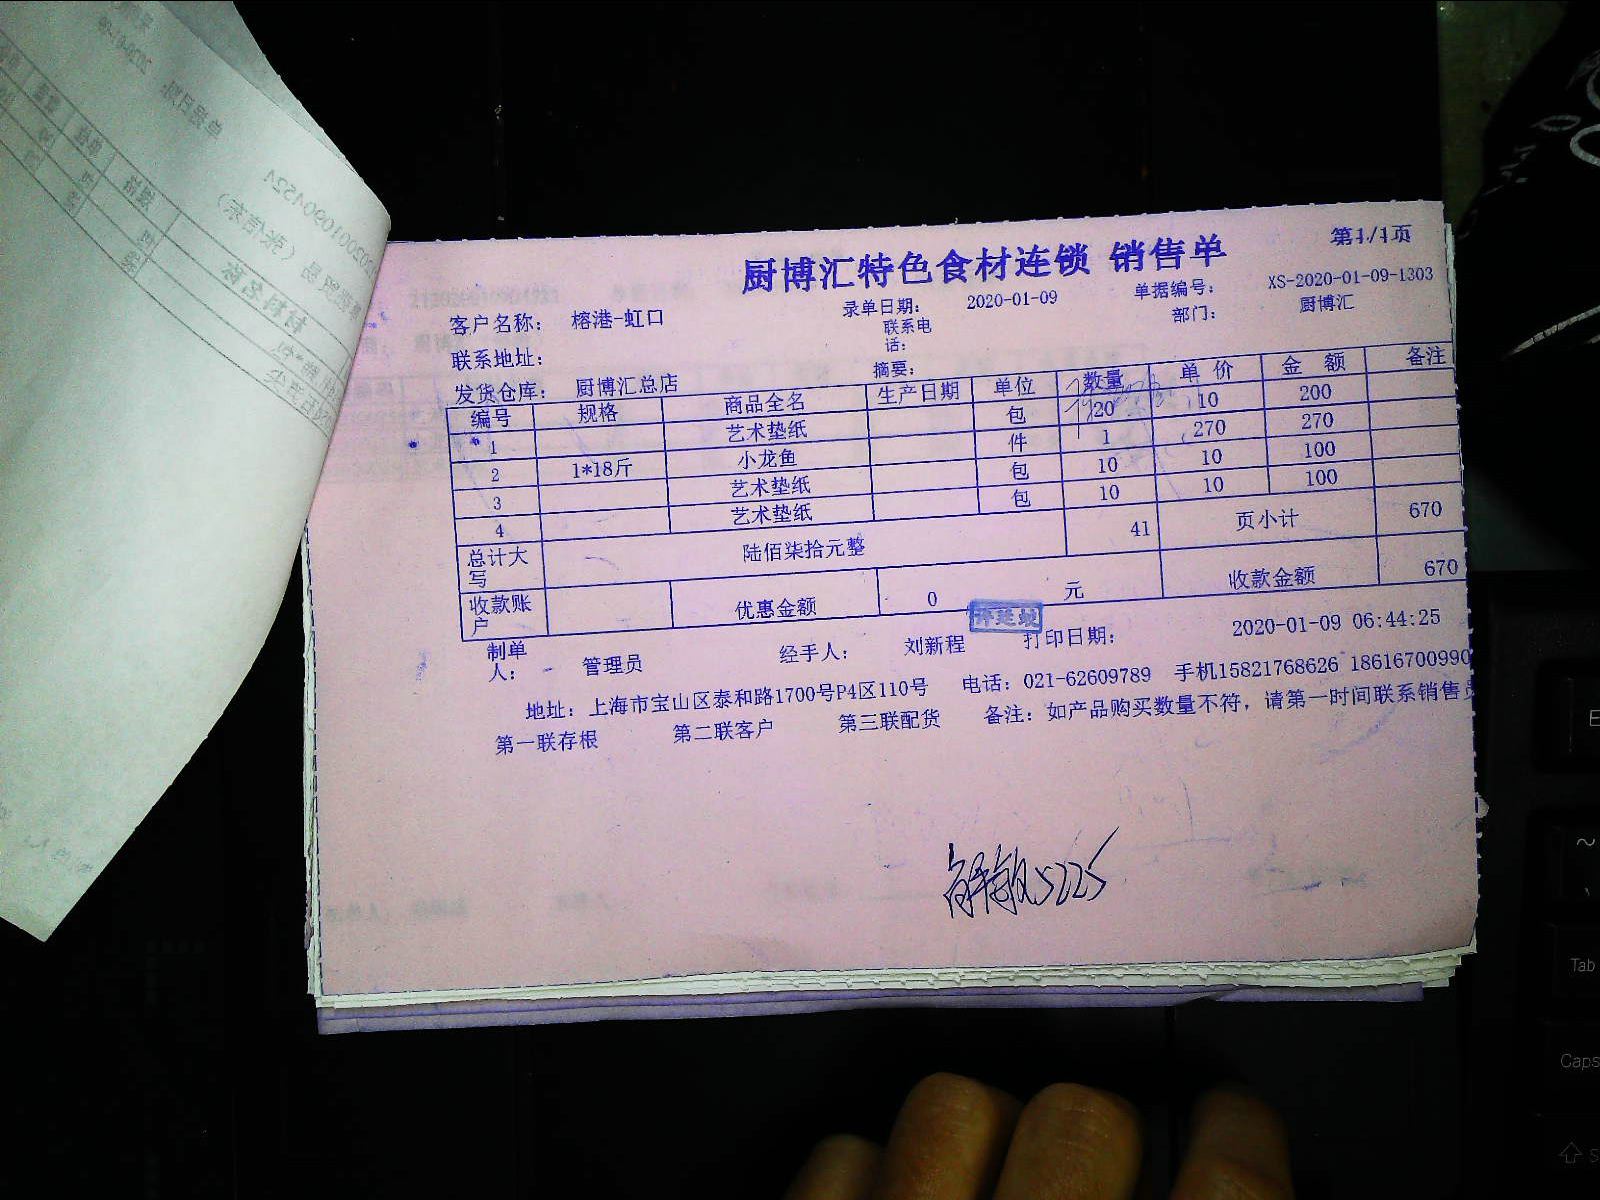 厨博汇特色食材连锁 销售单
第1/1页
客户名称: 榕港-虹口
录单日期: 2020-01-09
单据编号: XS-2020-01-09-1303
联系地址:
联系电话:
部门: 厨博汇
发货仓库: 厨博汇总店
摘要:
编号 规格 商品全名 生产日期 单位 数量 单价 金额 备注
1 艺术垫纸 包 20 10 200
2 1*18斤 小龙鱼 件 1 270 270
3 艺术垫纸 包 10 10 100
4 艺术垫纸 包 10 10 100
总计大写 陆佰柒拾元整 41 页小计 670
收款账户 优惠金额 0 元 收款金额 670
制单人: 管理员 经手人: 刘新程 打印日期: 2020-01-09 06:44:25
地址: 上海市宝山区泰和路1700号P4区110号 电话: 021-62609789 手机15821768626 18616700990
第一联存根 第二联客户 第三联配货 备注: 如产品购买数量不符, 请第一时间联系销售员
Tab
Caps